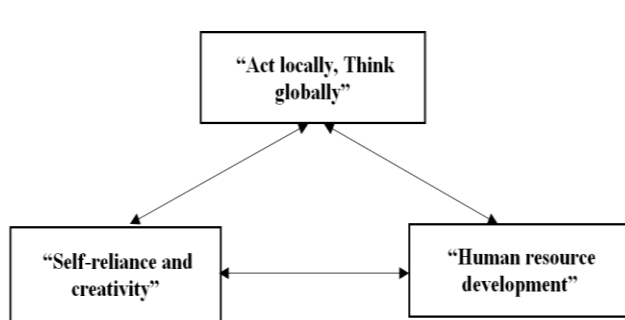 “Act locally, Think
globally”
“Self-reliance and
creativity”
“Human resource
development”